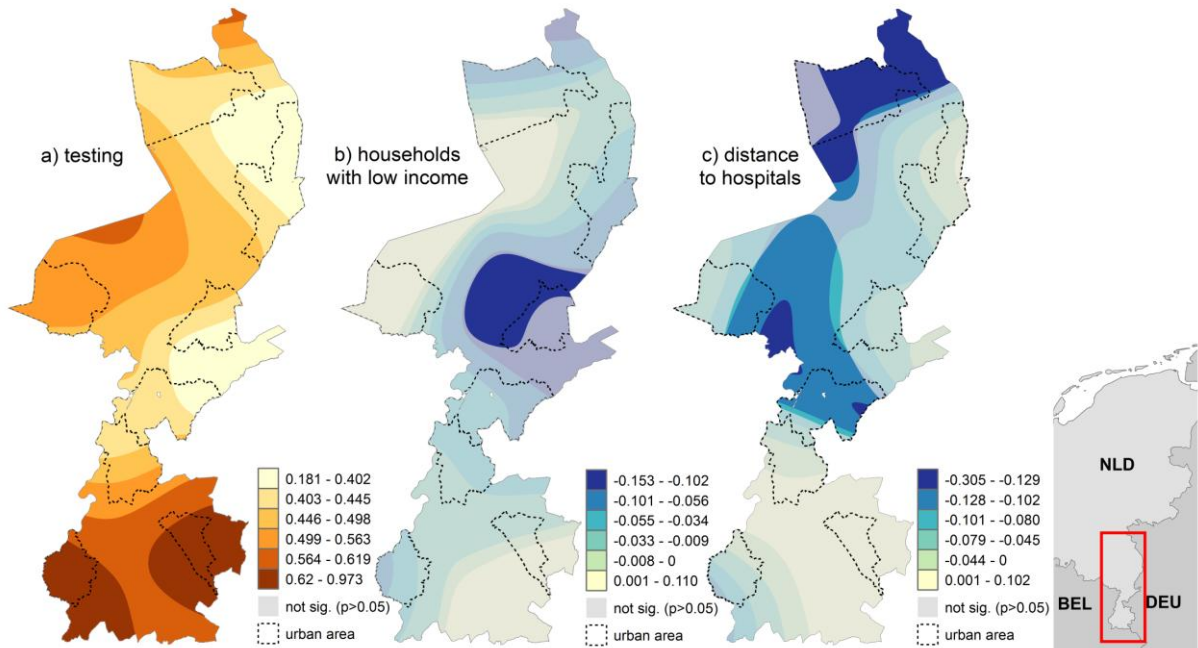 a) testing
b) households
with low income
c) distance
to hospitals
0.181 - 0.402
0.403 - 0.445
0.446 - 0.498
0.499 - 0.563
0.564 - 0.619
0.62 - 0.973
not sig. (p>0.05)
urban area
-0.153 - -0.102
-0.101 - -0.056
-0.055 - -0.034
-0.033 - -0.009
-0.008 - 0
0.001 - 0.110
not sig. (p>0.05)
urban area
-0.305 - -0.129
-0.128 - -0.102
-0.101 - -0.080
-0.079 - -0.045
-0.044 - 0
0.001 - 0.102
not sig. (p>0.05)
urban area
NLD
BEL
DEU